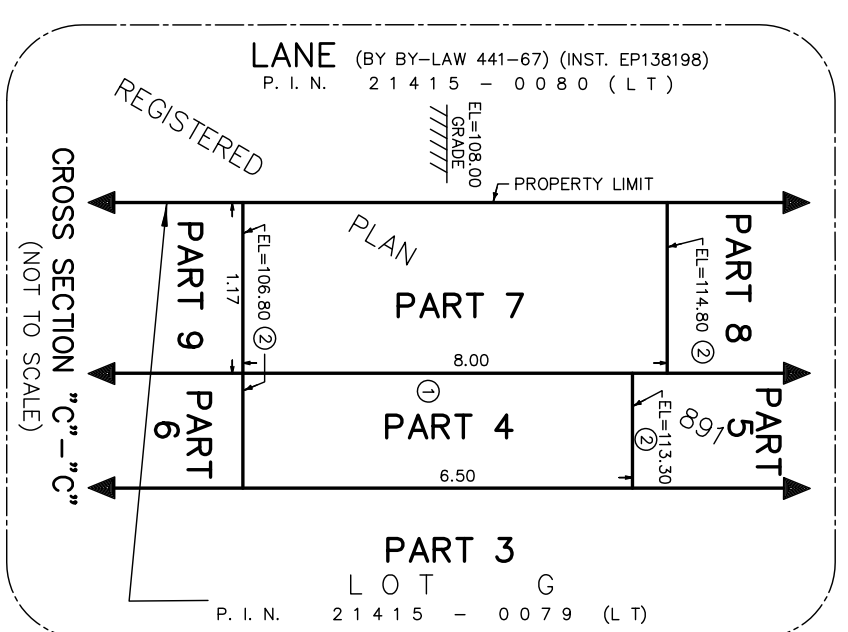 LANE (BY BY-LAW 441-67) (INST. EP138198)
P. I. N. 21415 - 0080 (LT)
REGISTERED
EL=108.00
GRADE
PROPERTY LIMIT
CROSS SECTION "C"-"C"
(NOT TO SCALE)
PART 9
1.17
EL=106.80 ②
PLAN
PART 7
EL=114.80 ②
PART 8
8.00
①
PART 6
PART 4
EL=113.30
②
891
PART 5
6.50
PART 3
LOT G
P. I. N. 21415 - 0079 (LT)